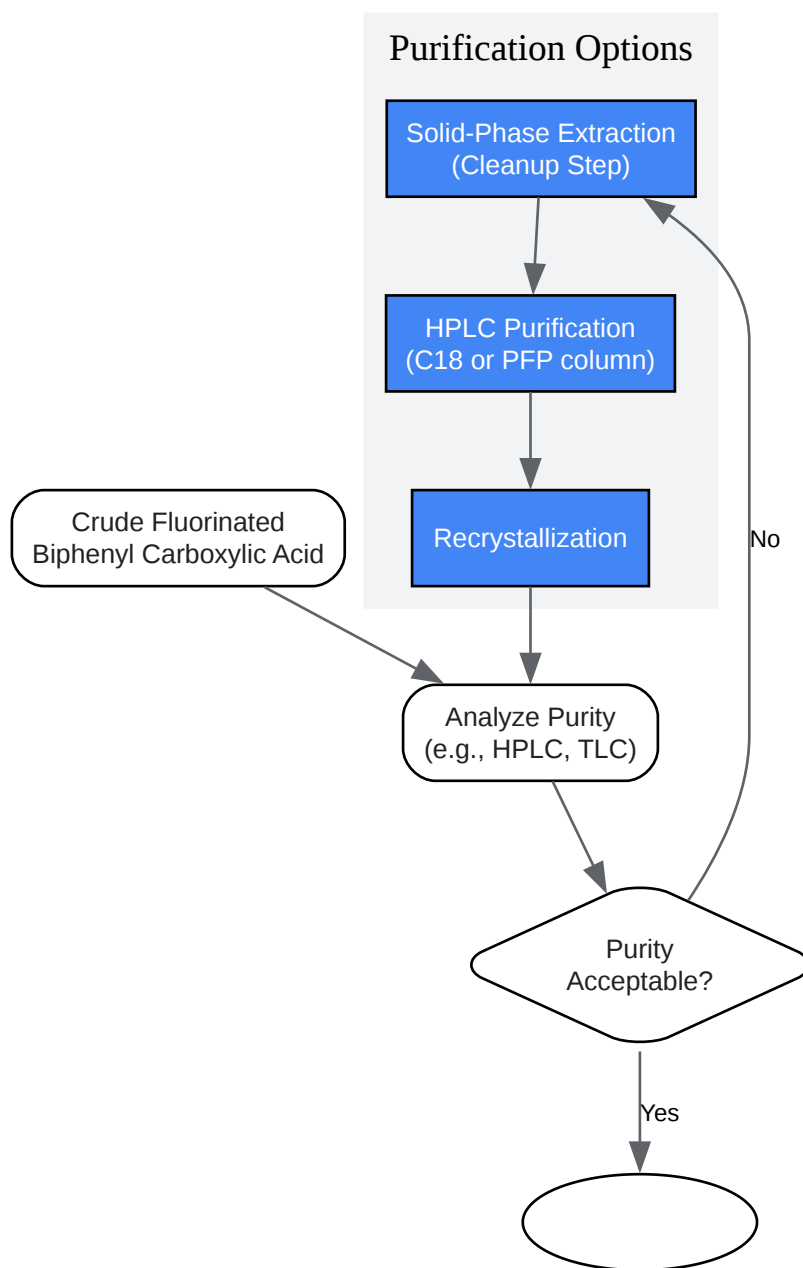 Purification Options
Solid-Phase Extraction
(Cleanup Step)
HPLC Purification
(C18 or PFP column)
Recrystallization
Crude Fluorinated
Biphenyl Carboxylic Acid
No
Analyze Purity
(e.g., HPLC, TLC)
Purity
Acceptable?
Yes